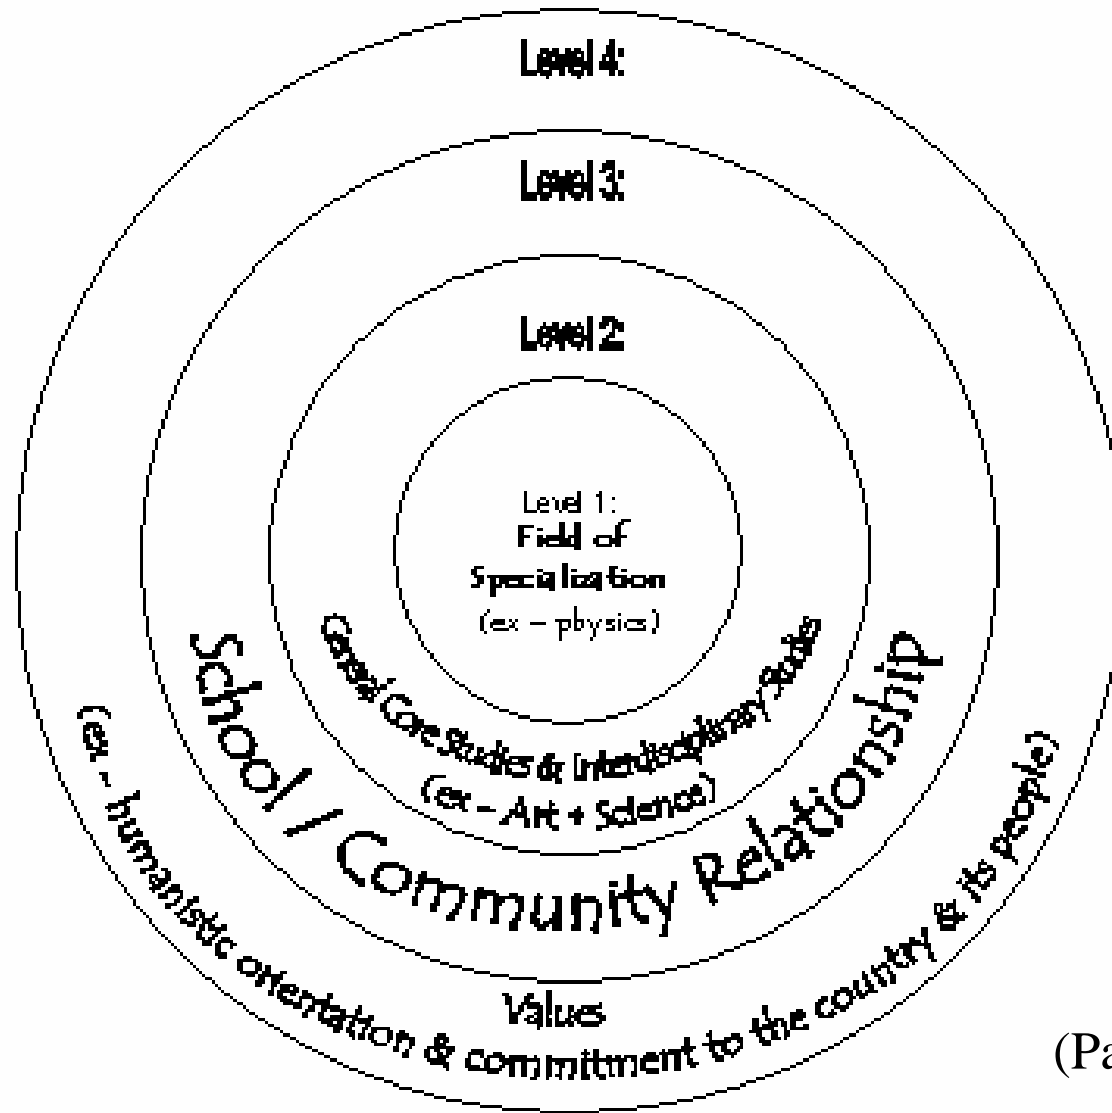 Level 4:
Level 3:
Level 2:
Level 1:
Field of
Specialization
(ex – physics)
General Core Studies & Interdisciplinary Studies
(ex – Art + Science)
School / Community Relationship
Values
(ex – humanistic orientation & commitment to the country & its people)
(Pa